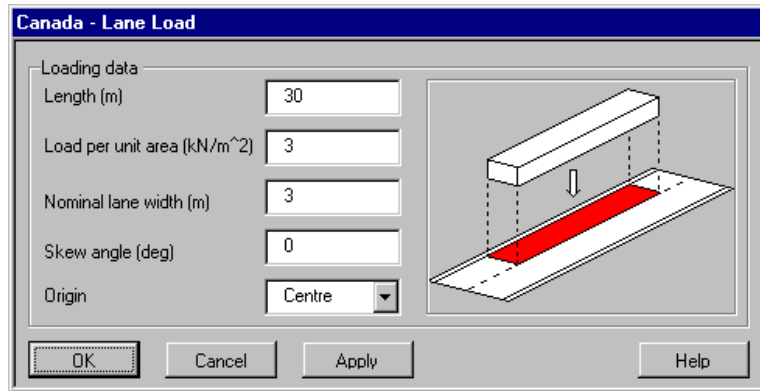 Canada - Lane Load
Loading data
Length (m) 30
Load per unit area (kN/m^2) 3
Nominal lane width (m) 3
Skew angle (deg) 0
Origin Centre
OK Cancel Apply Help